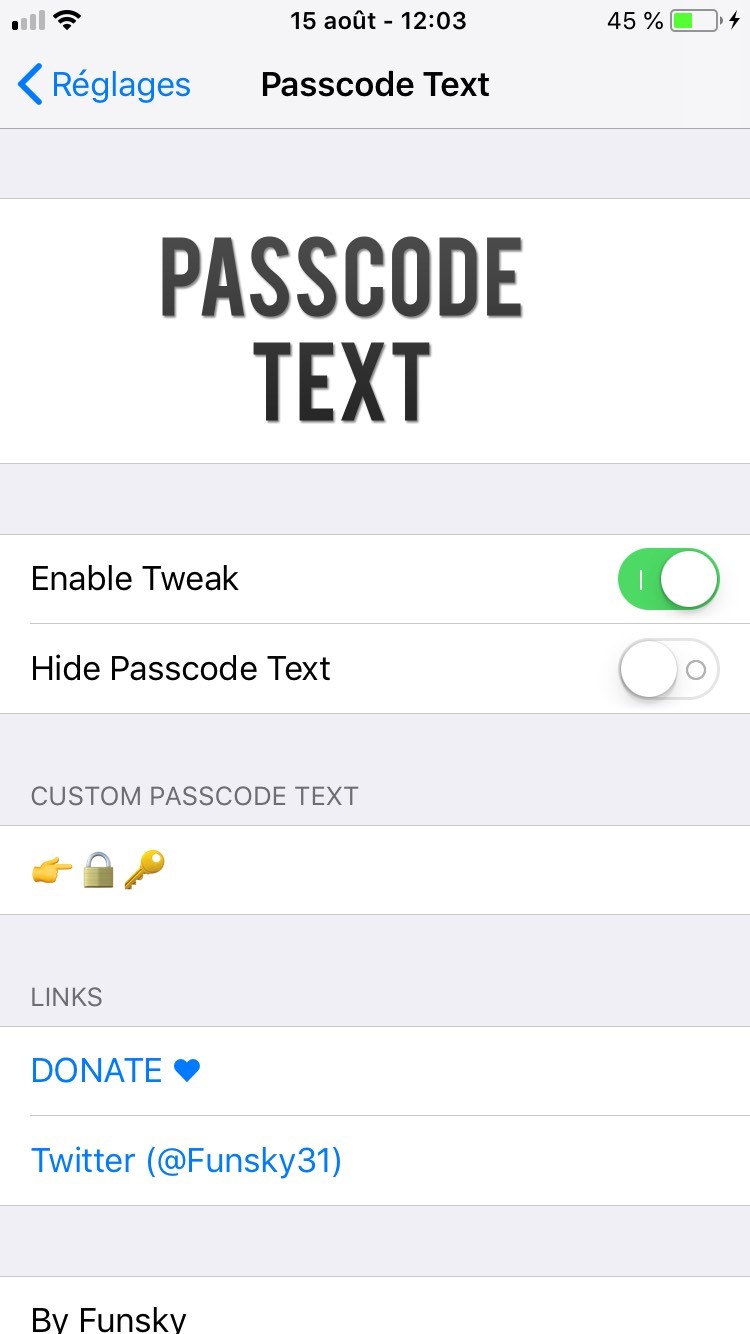 15 août - 12:03
45 %
Réglages
Passcode Text
PASSCODE
TEXT
Enable Tweak
Hide Passcode Text
CUSTOM PASSCODE TEXT
👉🔒🔑
LINKS
DONATE ♥
Twitter (@Funsky31)
By Funsky